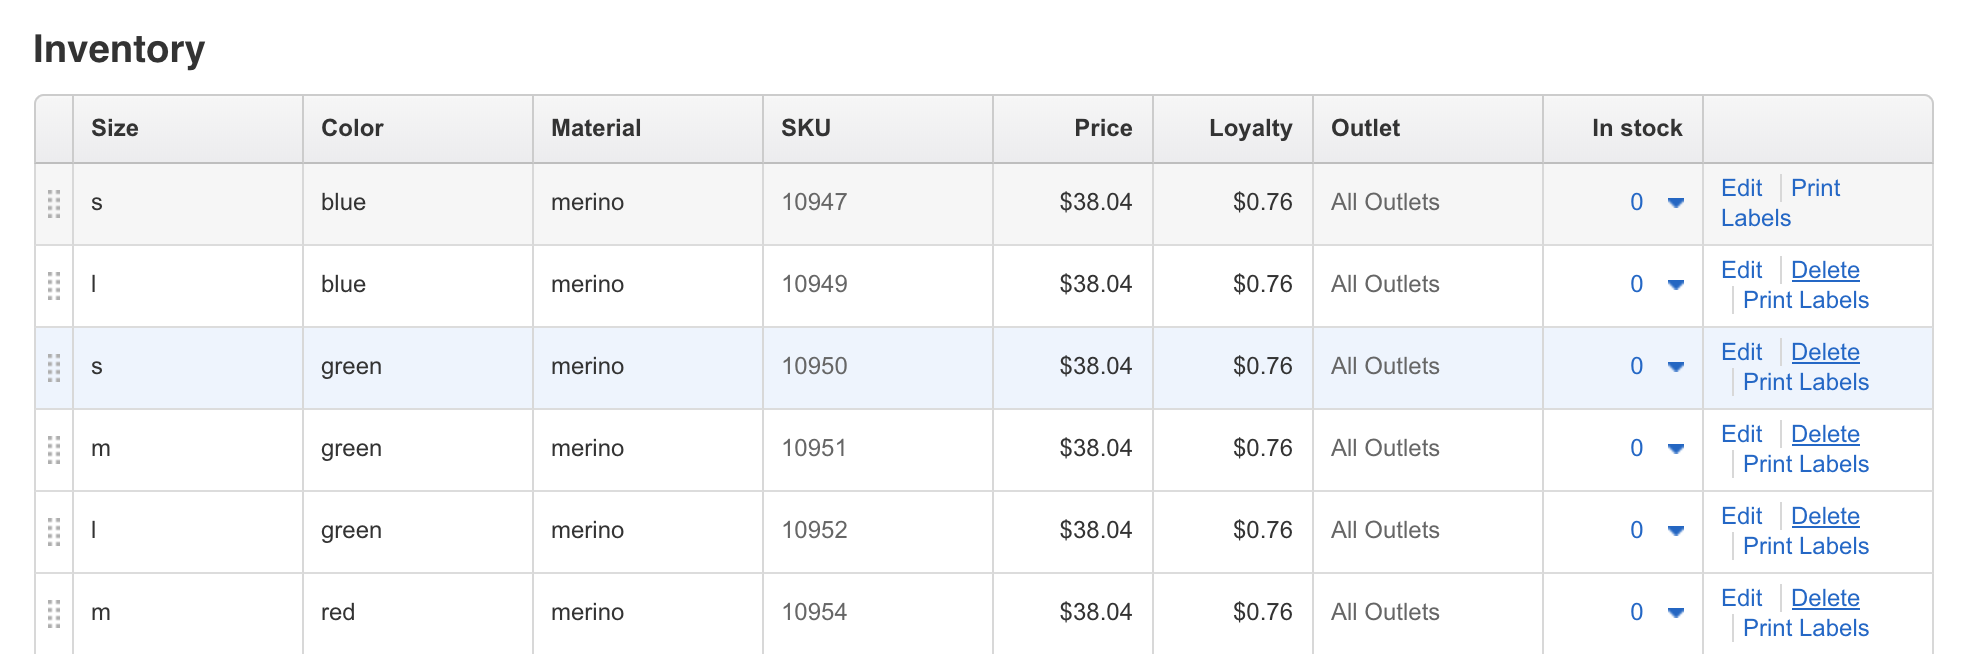 Inventory
Size Color Material SKU Price Loyalty Outlet In stock
s blue merino 10947 $38.04 $0.76 All Outlets 0 Edit Print
Labels
l blue merino 10949 $38.04 $0.76 All Outlets 0 Edit Delete
Print Labels
s green merino 10950 $38.04 $0.76 All Outlets 0 Edit Delete
Print Labels
m green merino 10951 $38.04 $0.76 All Outlets 0 Edit Delete
Print Labels
l green merino 10952 $38.04 $0.76 All Outlets 0 Edit Delete
Print Labels
m red merino 10954 $38.04 $0.76 All Outlets 0 Edit Delete
Print Labels